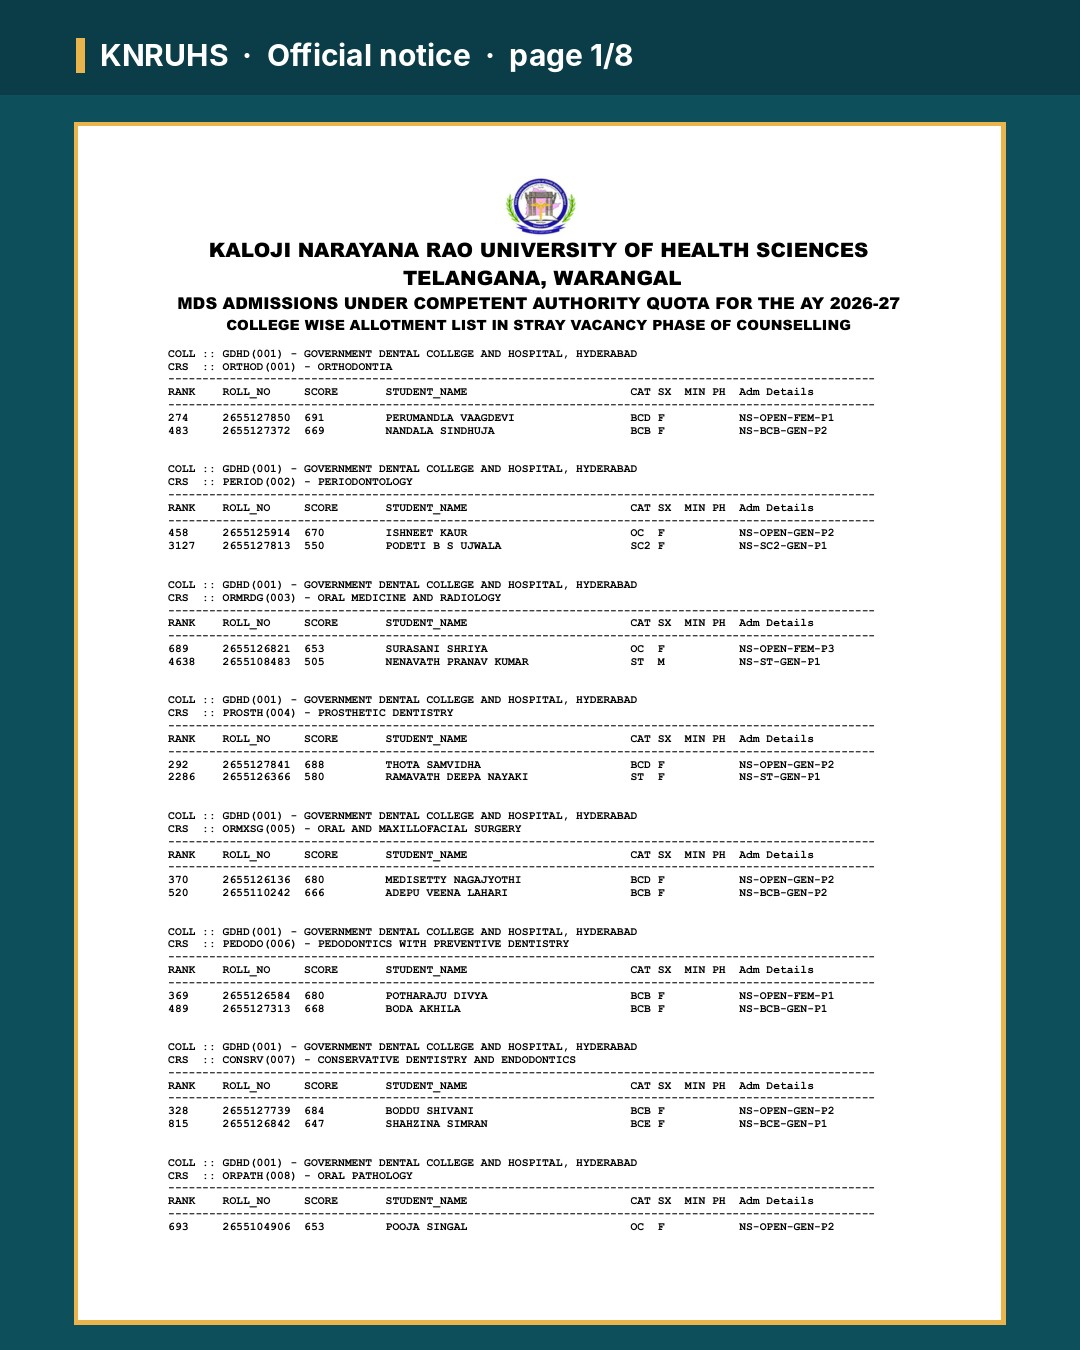 KNRUHS · Official notice · page 1/8
KALOJI NARAYANA RAO UNIVERSITY OF HEALTH SCIENCES
TELANGANA, WARANGAL
MDS ADMISSIONS UNDER COMPETENT AUTHORITY QUOTA FOR THE AY 2026-27
COLLEGE WISE ALLOTMENT LIST IN STRAY VACANCY PHASE OF COUNSELLING
COLL :: GDHD(001) - GOVERNMENT DENTAL COLLEGE AND HOSPITAL, HYDERABAD
CRS :: ORTHOD(001) - ORTHODONTIA
RANK ROLL_NO SCORE STUDENT_NAME CAT SX MIN PH Adm Details
274 2655127850 691 PERUMANDLA VAAGDEVI BCD F NS-OPEN-FEM-P1
483 2655127372 669 NANDALA SINDHUJA BCB F NS-BCB-GEN-P2
COLL :: GDHD(001) - GOVERNMENT DENTAL COLLEGE AND HOSPITAL, HYDERABAD
CRS :: PERIOD(002) - PERIODONTOLOGY
RANK ROLL_NO SCORE STUDENT_NAME CAT SX MIN PH Adm Details
458 2655125914 670 ISHNEET KAUR OC F NS-OPEN-GEN-P2
3127 2655127813 550 PODETI B S UJWALA SC2 F NS-SC2-GEN-P1
COLL :: GDHD(001) - GOVERNMENT DENTAL COLLEGE AND HOSPITAL, HYDERABAD
CRS :: ORMRDG(003) - ORAL MEDICINE AND RADIOLOGY
RANK ROLL_NO SCORE STUDENT_NAME CAT SX MIN PH Adm Details
689 2655126821 653 SURASANI SHRIYA OC F NS-OPEN-FEM-P3
4638 2655108483 505 NENAVATH PRANAV KUMAR ST M NS-ST-GEN-P1
COLL :: GDHD(001) - GOVERNMENT DENTAL COLLEGE AND HOSPITAL, HYDERABAD
CRS :: PROSTH(004) - PROSTHETIC DENTISTRY
RANK ROLL_NO SCORE STUDENT_NAME CAT SX MIN PH Adm Details
292 2655127841 688 THOTA SAMVIDHA BCD F NS-OPEN-GEN-P2
2286 2655126366 580 RAMAVATH DEEPA NAYAKI ST F NS-ST-GEN-P1
COLL :: GDHD(001) - GOVERNMENT DENTAL COLLEGE AND HOSPITAL, HYDERABAD
CRS :: ORMXSG(005) - ORAL AND MAXILLOFACIAL SURGERY
RANK ROLL_NO SCORE STUDENT_NAME CAT SX MIN PH Adm Details
370 2655126136 680 MEDISETTY NAGAJYOTHI BCD F NS-OPEN-GEN-P2
520 2655110242 666 ADEPU VEENA LAHARI BCB F NS-BCB-GEN-P2
COLL :: GDHD(001) - GOVERNMENT DENTAL COLLEGE AND HOSPITAL, HYDERABAD
CRS :: PEDODO(006) - PEDODONTICS WITH PREVENTIVE DENTISTRY
RANK ROLL_NO SCORE STUDENT_NAME CAT SX MIN PH Adm Details
369 2655126584 680 POTHARAJU DIVYA BCB F NS-OPEN-FEM-P1
489 2655127313 668 BODA AKHILA BCB F NS-BCB-GEN-P1
COLL :: GDHD(001) - GOVERNMENT DENTAL COLLEGE AND HOSPITAL, HYDERABAD
CRS :: CONSRV(007) - CONSERVATIVE DENTISTRY AND ENDODONTICS
RANK ROLL_NO SCORE STUDENT_NAME CAT SX MIN PH Adm Details
328 2655127739 684 BODDU SHIVANI BCB F NS-OPEN-GEN-P2
815 2655126842 647 SHAHZINA SIMRAN BCE F NS-BCE-GEN-P1
COLL :: GDHD(001) - GOVERNMENT DENTAL COLLEGE AND HOSPITAL, HYDERABAD
CRS :: ORPATH(008) - ORAL PATHOLOGY
RANK ROLL_NO SCORE STUDENT_NAME CAT SX MIN PH Adm Details
693 2655104906 653 POOJA SINGAL OC F NS-OPEN-GEN-P2